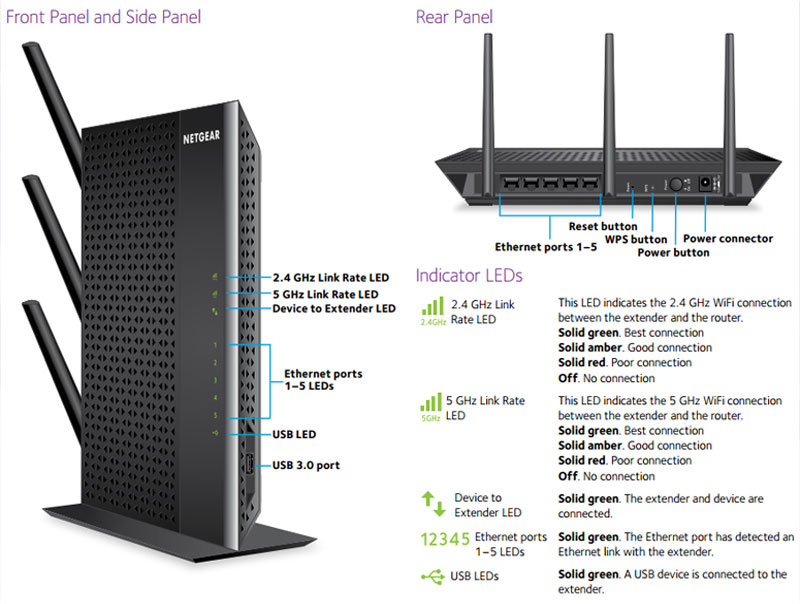 Front Panel and Side Panel
NETGEAR
2.4 GHz Link Rate LED
5 GHz Link Rate LED
Device to Extender LED
1
2
3
4
5
Ethernet ports
1–5 LEDs
USB LED
USB 3.0 port
Rear Panel
Reset button
WPS button
Power connector
Ethernet ports 1–5
Power button
Indicator LEDs
2.4GHz
2.4 GHz Link
Rate LED
This LED indicates the 2.4 GHz WiFi connection
between the extender and the router.
Solid green. Best connection
Solid amber. Good connection
Solid red. Poor connection
Off. No connection
5GHz
5 GHz Link Rate
LED
This LED indicates the 5 GHz WiFi connection
between the extender and the router.
Solid green. Best connection
Solid amber. Good connection
Solid red. Poor connection
Off. No connection
Device to
Extender LED
Solid green. The extender and device are
connected.
12345 Ethernet ports
1–5 LEDs
Solid green. The Ethernet port has detected an
Ethernet link with the extender.
USB LEDs
Solid green. A USB device is connected to the
extender.